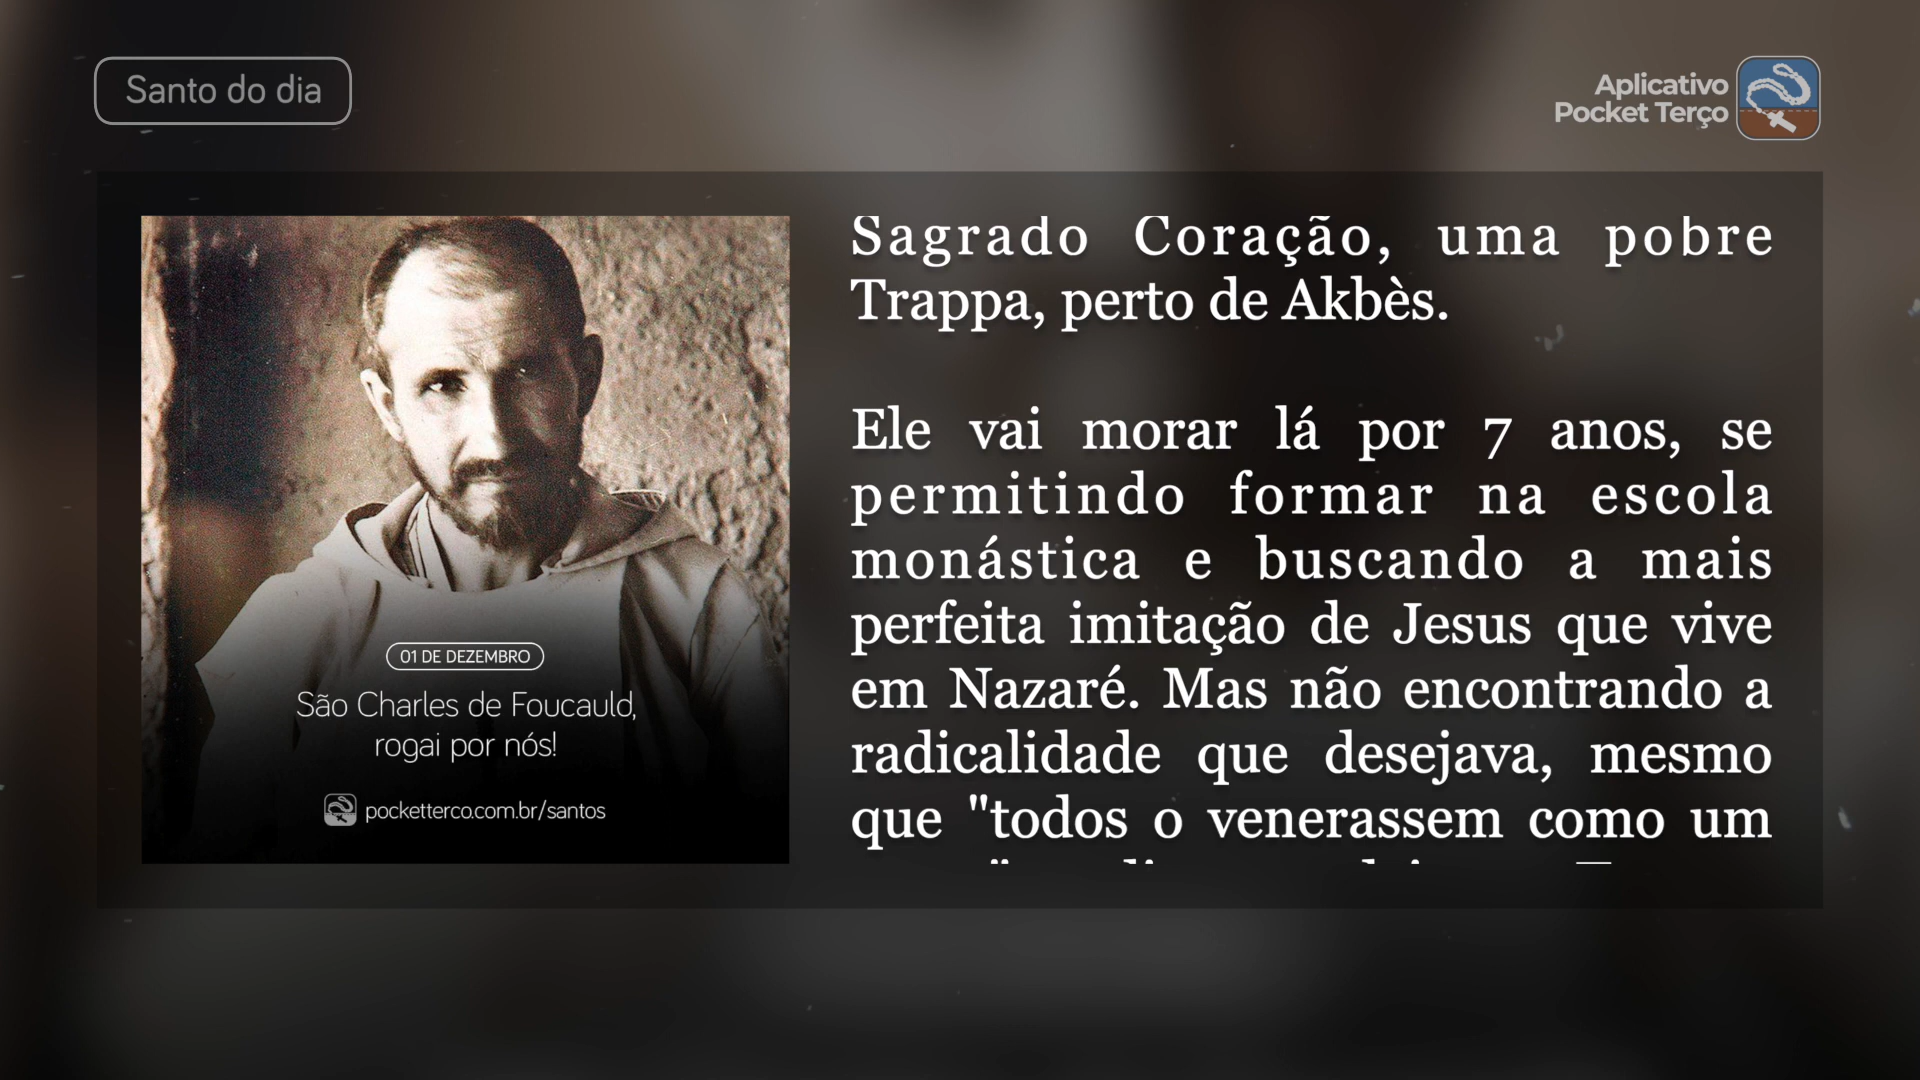 Santo do dia
Aplicativo
Pocket Terço
01 DE DEZEMBRO
São Charles de Foucauld,
rogai por nós!
pocketterco.com.br/santos
Sagrado Coração, uma pobre
Trappa, perto de Akbès.
Ele vai morar lá por 7 anos, se
permitindo formar na escola
monástica e buscando a mais
perfeita imitação de Jesus que vive
em Nazaré. Mas não encontrando a
radicalidade que desejava, mesmo
que "todos o venerassem como um